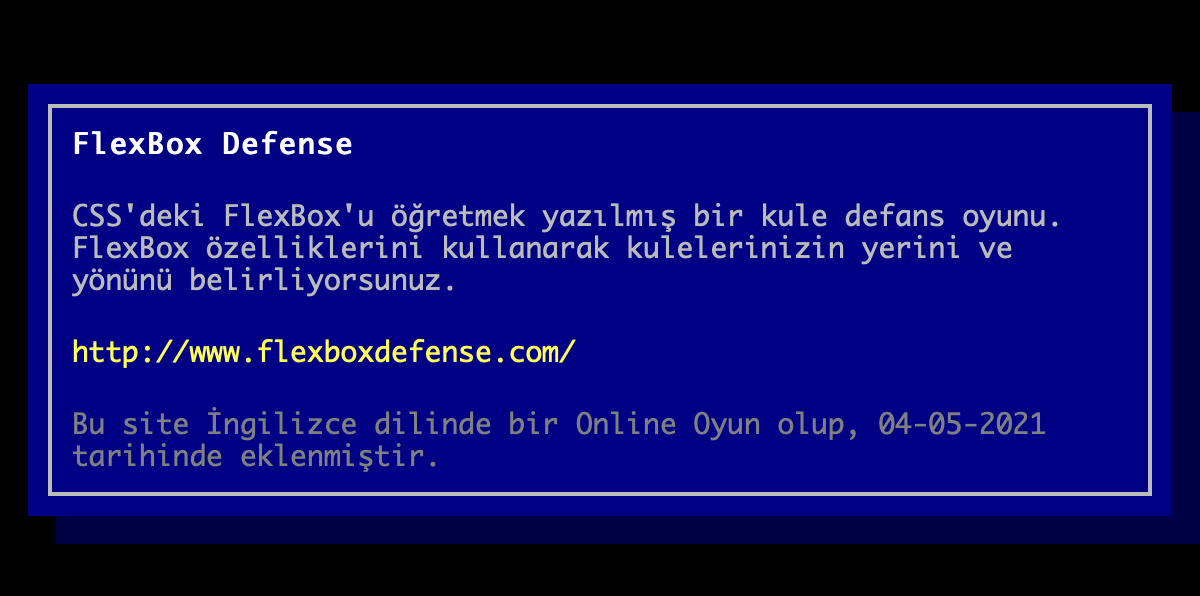 FlexBox Defense
CSS'deki FlexBox'u öğretmek yazılmış bir kule defans oyunu.
FlexBox özelliklerini kullanarak kulelerinizin yerini ve
yönünü belirliyorsunuz.
http://www.flexboxdefense.com/
Bu site İngilizce dilinde bir Online Oyun olup, 04-05-2021
tarihinde eklenmiştir.